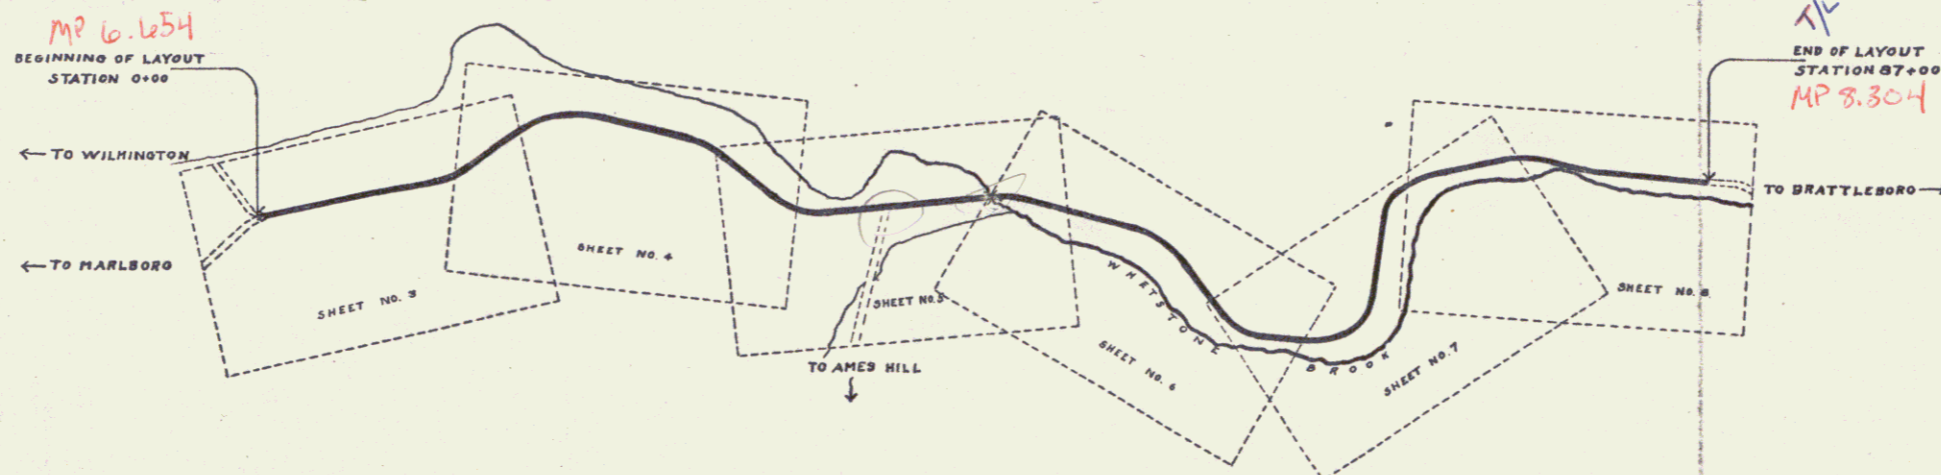 MP 6.654
BEGINNING OF LAYOUT
STATION 0+00
T/L
END OF LAYOUT
STATION 87+00
MP 8.304
← TO WILMINGTON
TO BRATTLEBORO
← TO MARLBORO
SHEET NO. 3
SHEET NO. 4
SHEET NO. 5
TO AMES HILL
WHETSTONE BROOK
SHEET NO. 6
SHEET NO. 7
SHEET NO. 8